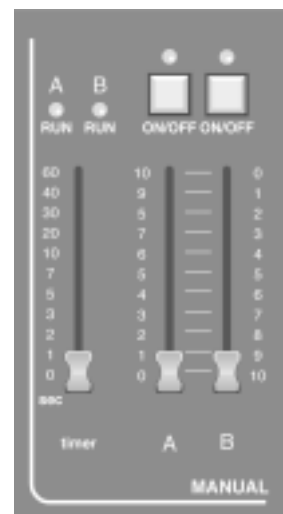 A B
RUN RUN ON/OFF ON/OFF
60 10 0
40 9 1
30 8 2
20 7 3
10 6 4
7 5 5
5 4 6
3 3 7
2 2 8
1 1 9
0 0 10
sec
timer A B
MANUAL